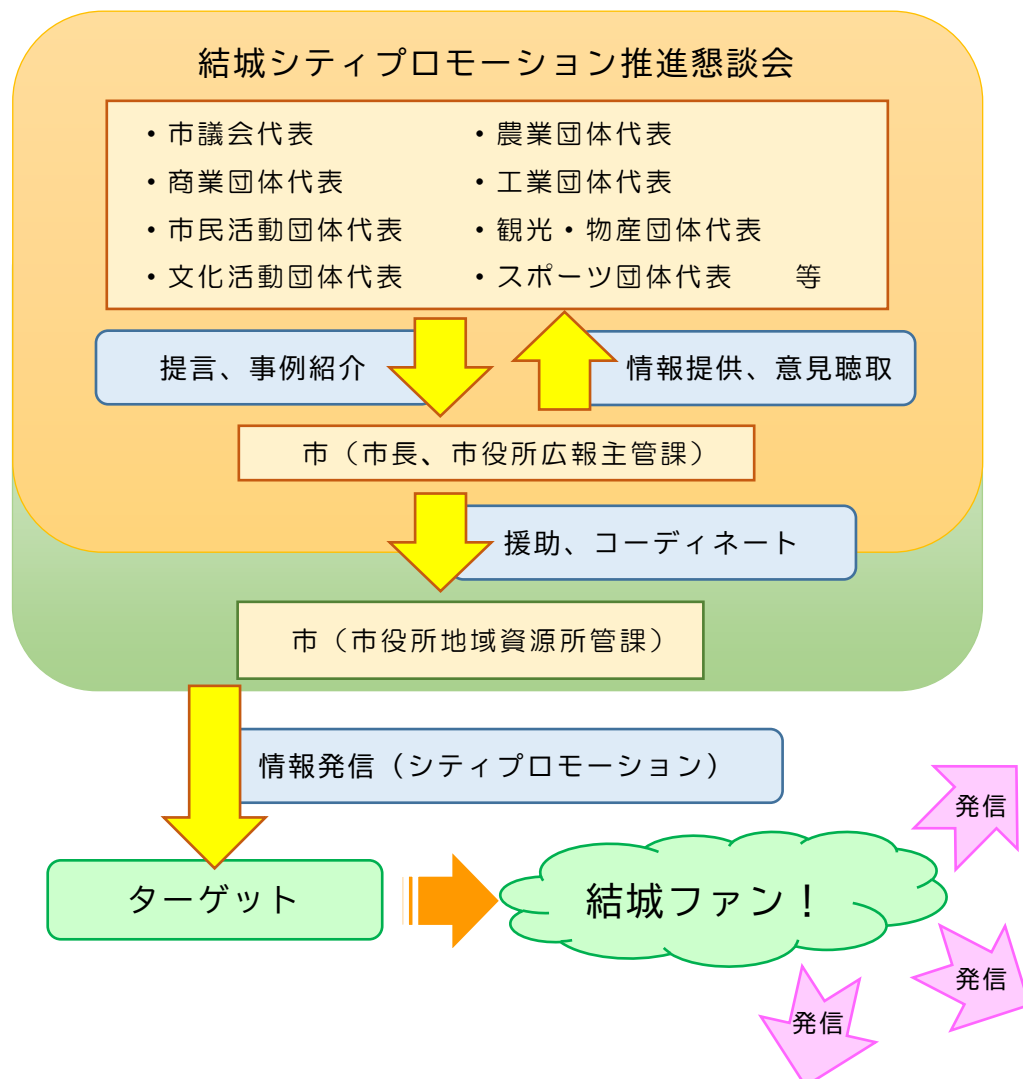 結城シティプロモーション推進懇談会
・市議会代表
・農業団体代表
・商業団体代表
・工業団体代表
・市民活動団体代表
・観光・物産団体代表
・文化活動団体代表
・スポーツ団体代表　　等
提言、事例紹介
情報提供、意見聴取
市（市長、市役所広報主管課）
援助、コーディネート
市（市役所地域資源所管課）
情報発信（シティプロモーション）
ターゲット
結城ファン！
発信
発信
発信